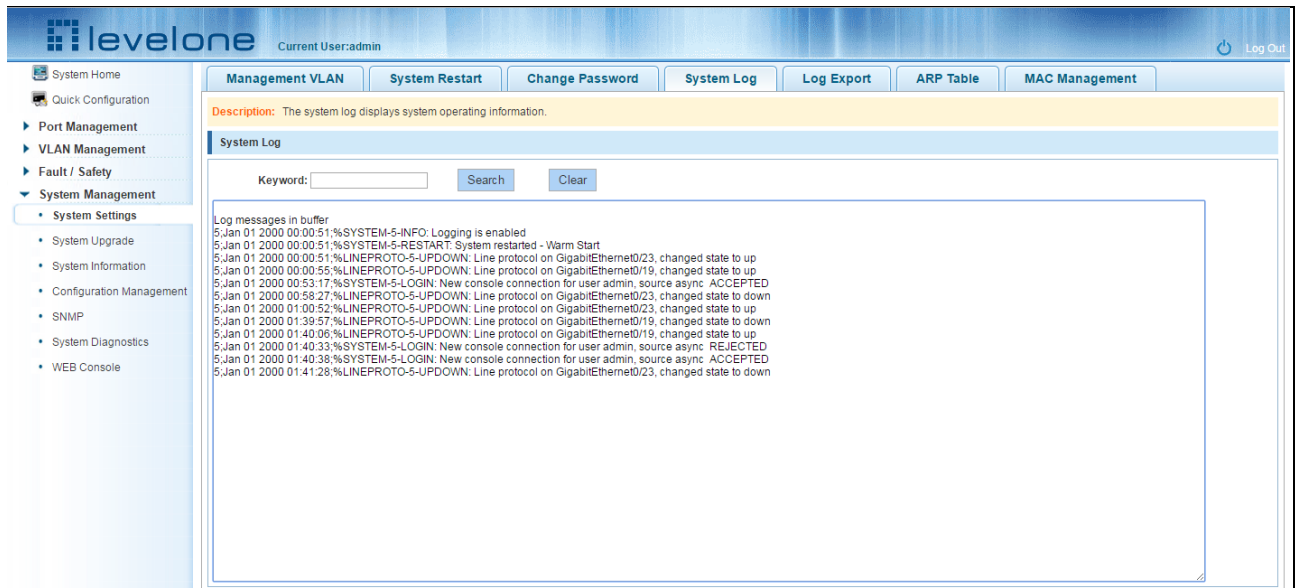 levelone
Current User:admin
Log Out
System Home
Quick Configuration
Port Management
VLAN Management
Fault / Safety
System Management
System Settings
System Upgrade
System Information
Configuration Management
SNMP
System Diagnostics
WEB Console
Management VLAN
System Restart
Change Password
System Log
Log Export
ARP Table
MAC Management
Description: The system log displays system operating information.
System Log
Keyword:
Search
Clear
Log messages in buffer
5;Jan 01 2000 00:00:51;%SYSTEM-5-INFO: Logging is enabled
5;Jan 01 2000 00:00:51;%SYSTEM-5-RESTART: System restarted - Warm Start
5;Jan 01 2000 00:00:51;%LINEPROTO-5-UPDOWN: Line protocol on GigabitEthernet0/23, changed state to up
5;Jan 01 2000 00:00:55;%LINEPROTO-5-UPDOWN: Line protocol on GigabitEthernet0/19, changed state to up
5;Jan 01 2000 00:53:17;%SYSTEM-5-LOGIN: New console connection for user admin, source async  ACCEPTED
5;Jan 01 2000 00:58:27;%LINEPROTO-5-UPDOWN: Line protocol on GigabitEthernet0/23, changed state to down
5;Jan 01 2000 01:00:52;%LINEPROTO-5-UPDOWN: Line protocol on GigabitEthernet0/23, changed state to up
5;Jan 01 2000 01:39:57;%LINEPROTO-5-UPDOWN: Line protocol on GigabitEthernet0/19, changed state to down
5;Jan 01 2000 01:40:06;%LINEPROTO-5-UPDOWN: Line protocol on GigabitEthernet0/19, changed state to up
5;Jan 01 2000 01:40:33;%SYSTEM-5-LOGIN: New console connection for user admin, source async  REJECTED
5;Jan 01 2000 01:40:38;%SYSTEM-5-LOGIN: New console connection for user admin, source async  ACCEPTED
5;Jan 01 2000 01:41:28;%LINEPROTO-5-UPDOWN: Line protocol on GigabitEthernet0/23, changed state to down